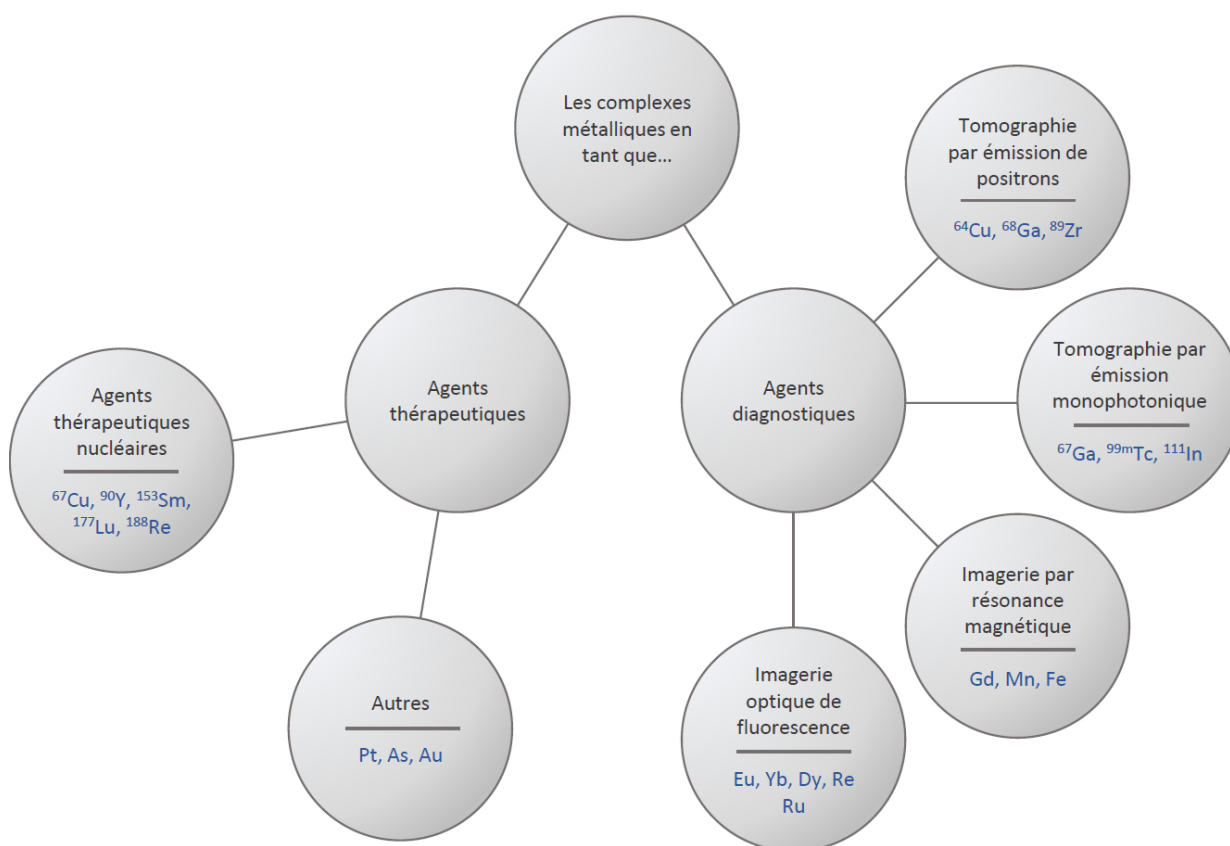 Les complexes
métalliques en
tant que...
Tomographie
par émission de
positrons
⁶⁴Cu, ⁶⁸Ga, ⁸⁹Zr
Agents
thérapeutiques
Agents
diagnostiques
Tomographie par
émission
monophotonique
⁶⁷Ga, ⁹⁹ᵐTc, ¹¹¹In
Agents
thérapeutiques
nucléaires
⁶⁷Cu, ⁹⁰Y, ¹⁵³Sm,
¹⁷⁷Lu, ¹⁸⁸Re
Imagerie par
résonance
magnétique
Gd, Mn, Fe
Autres
Pt, As, Au
Imagerie
optique de
fluorescence
Eu, Yb, Dy, Re
Ru